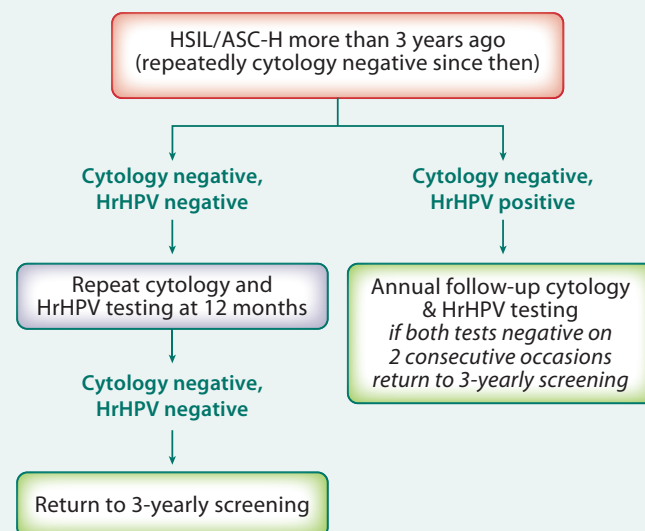 HSIL/ASC-H more than 3 years ago
(repeatedly cytology negative since then)
Cytology negative,
HrHPV negative
Cytology negative,
HrHPV positive
Repeat cytology and
HrHPV testing at 12 months
Annual follow-up cytology
& HrHPV testing
if both tests negative on
2 consecutive occasions
return to 3-yearly screening
Cytology negative,
HrHPV negative
Return to 3-yearly screening